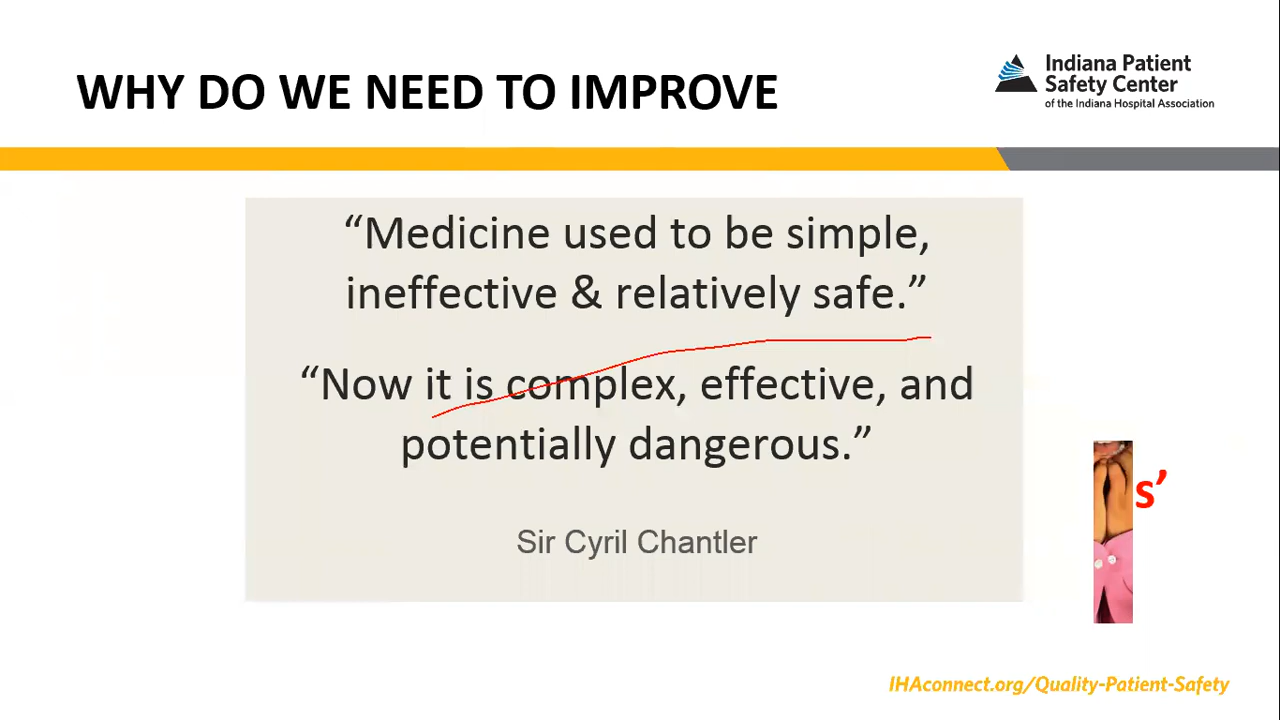 WHY DO WE NEED TO IMPROVE
Indiana Patient
Safety Center
of the Indiana Hospital Association
“Medicine used to be simple,
ineffective & relatively safe.”
“Now it is complex, effective, and
potentially dangerous.”
s’
Sir Cyril Chantler
IHAconnect.org/Quality-Patient-Safety